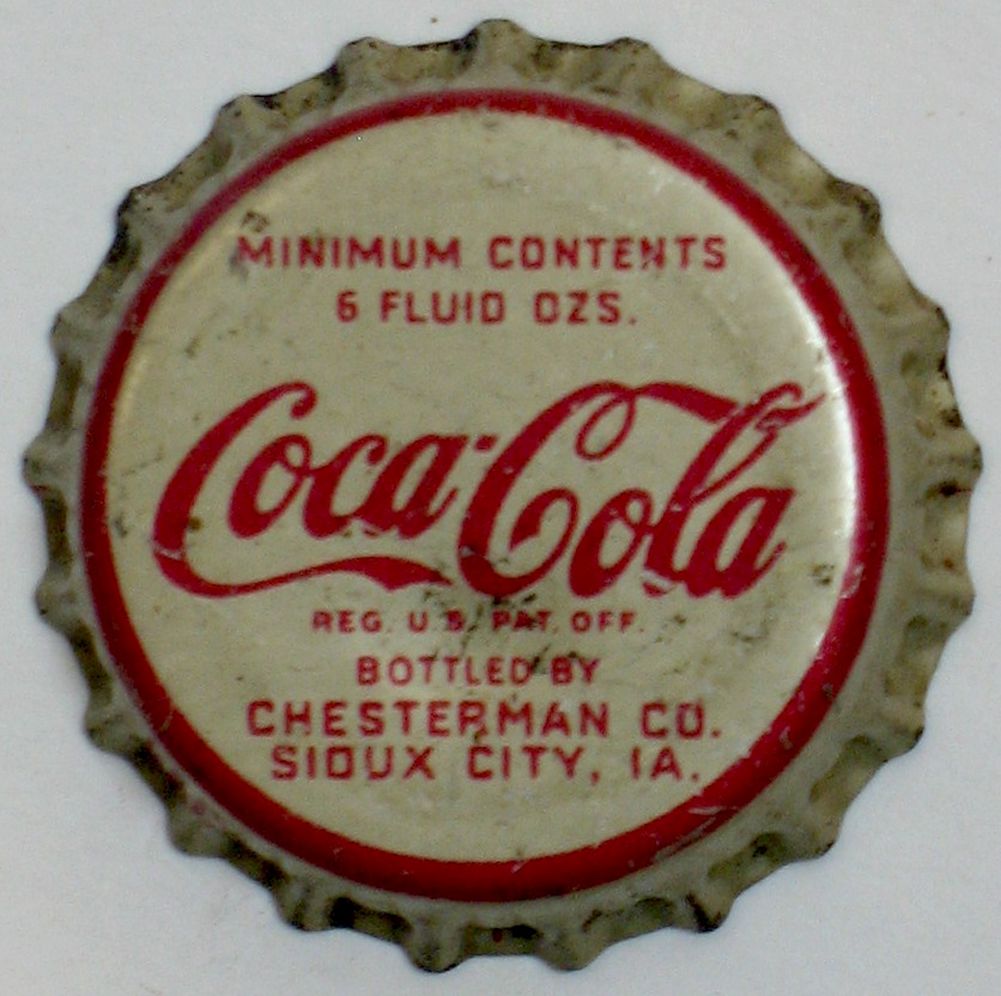 MINIMUM CONTENTS
6 FLUID OZS.
Coca-Cola
REG. U.S. PAT. OFF.
BOTTLED BY
CHESTERMAN CO.
SIOUX CITY, IA.